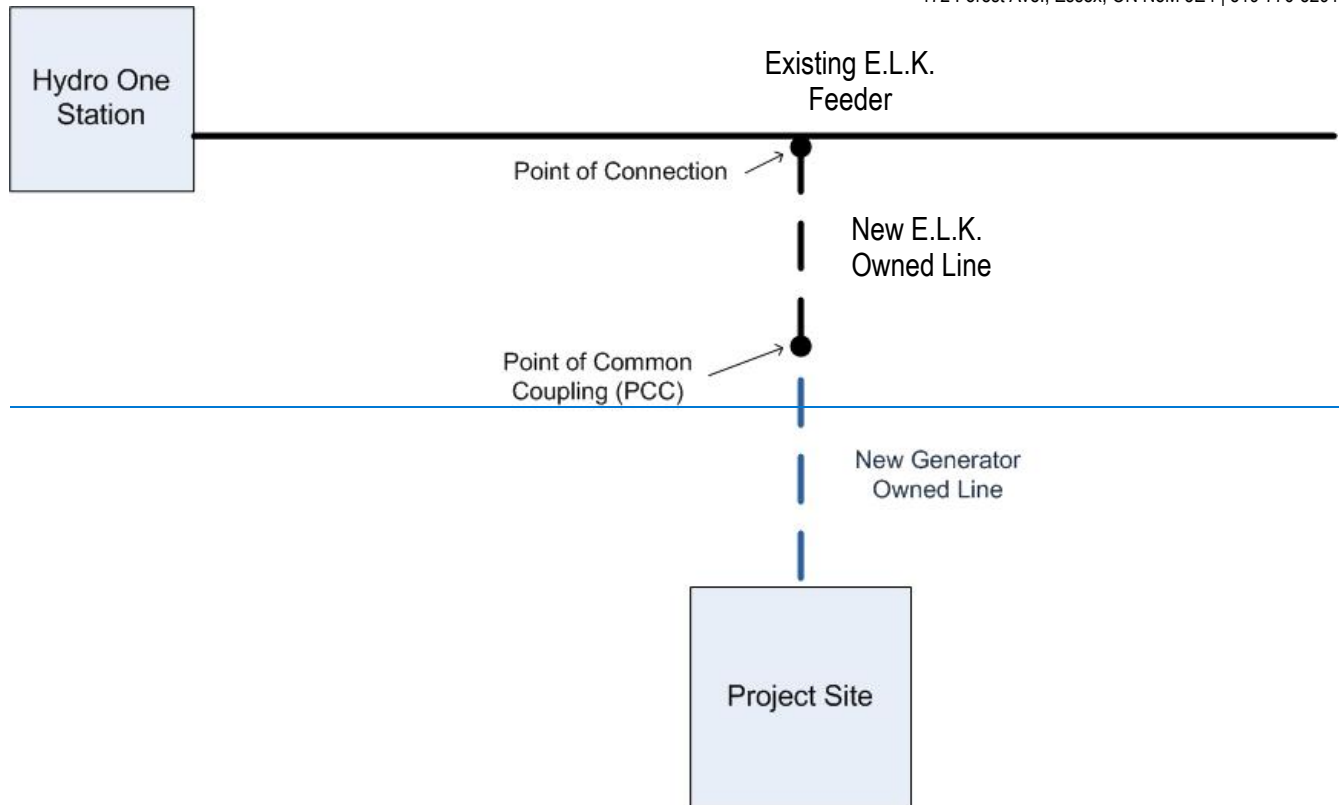 Hydro One
Station
Existing E.L.K.
Feeder
Point of Connection
New E.L.K.
Owned Line
Point of Common
Coupling (PCC)
New Generator
Owned Line
Project Site